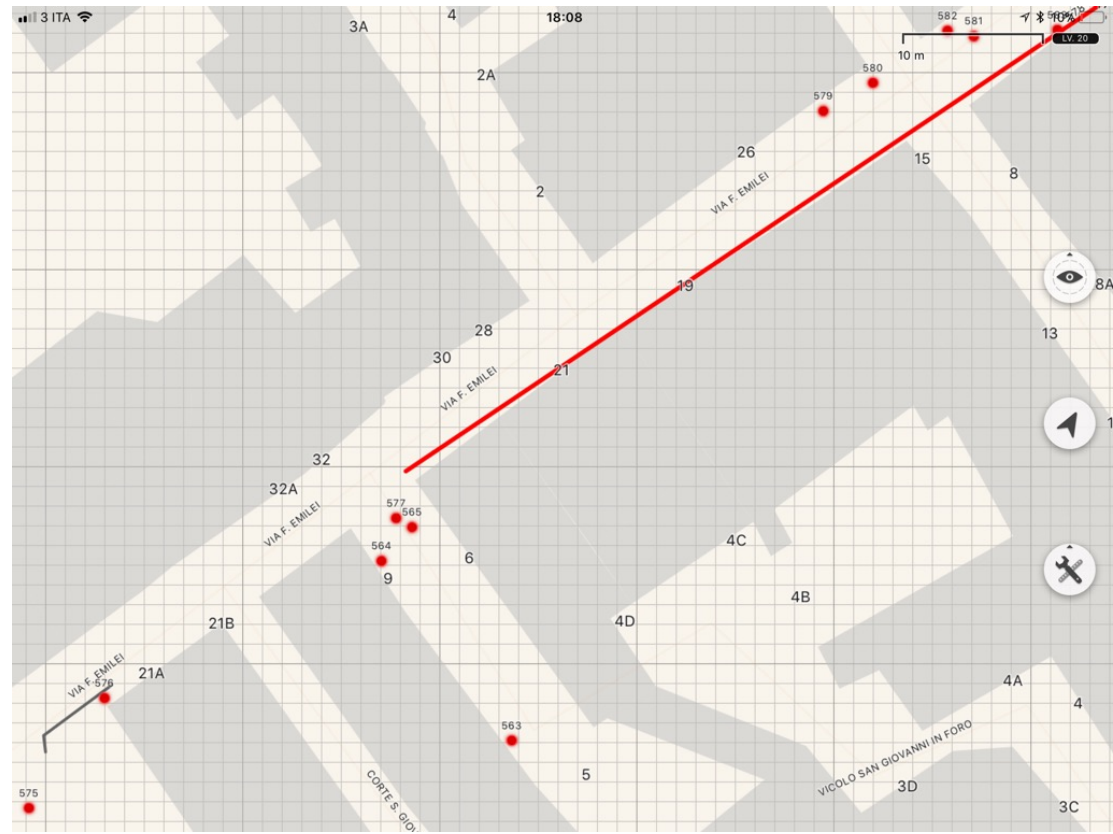 3 ITA
18:08
10%
LV. 20
10 m
3A
4
2A
582
581
580
579
26
15
8
VIA F. EMILEI
2
19
8A
28
13
30
21
VIA F. EMILEI
32
32A
VIA F. EMILEI
577
565
564
9
6
4C
4B
21B
4D
VIA F. EMILEI
576
21A
4A
4
563
VICOLO SAN GIOVANNI IN FORO
5
CORTE S. GIOV
3D
575
3C